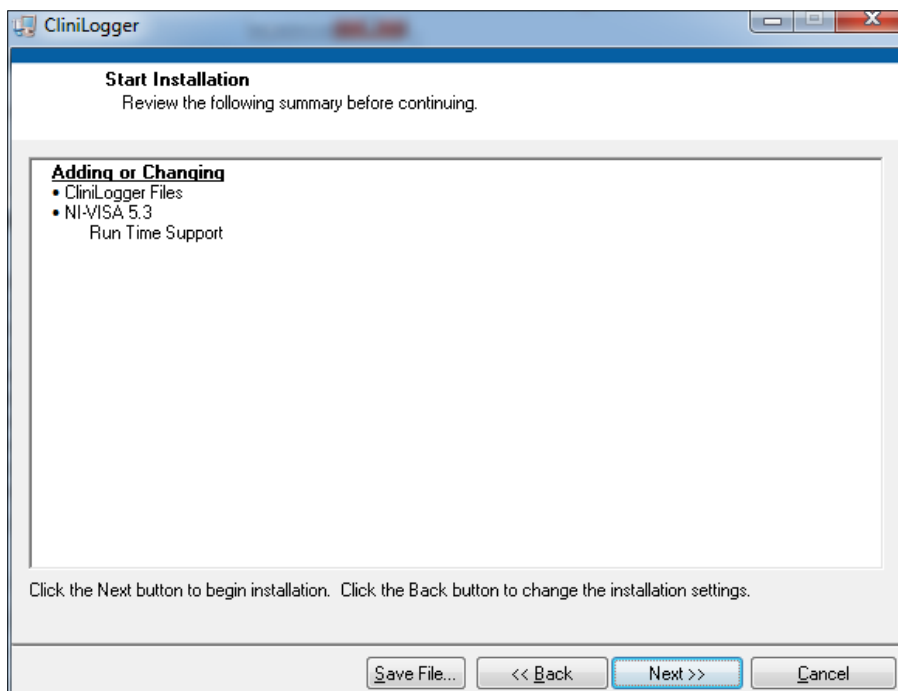 CliniLogger
Start Installation
Review the following summary before continuing.
Adding or Changing
• CliniLogger Files
• NI-VISA 5.3
Run Time Support
Click the Next button to begin installation.  Click the Back button to change the installation settings.
Save File...
<< Back
Next >>
Cancel